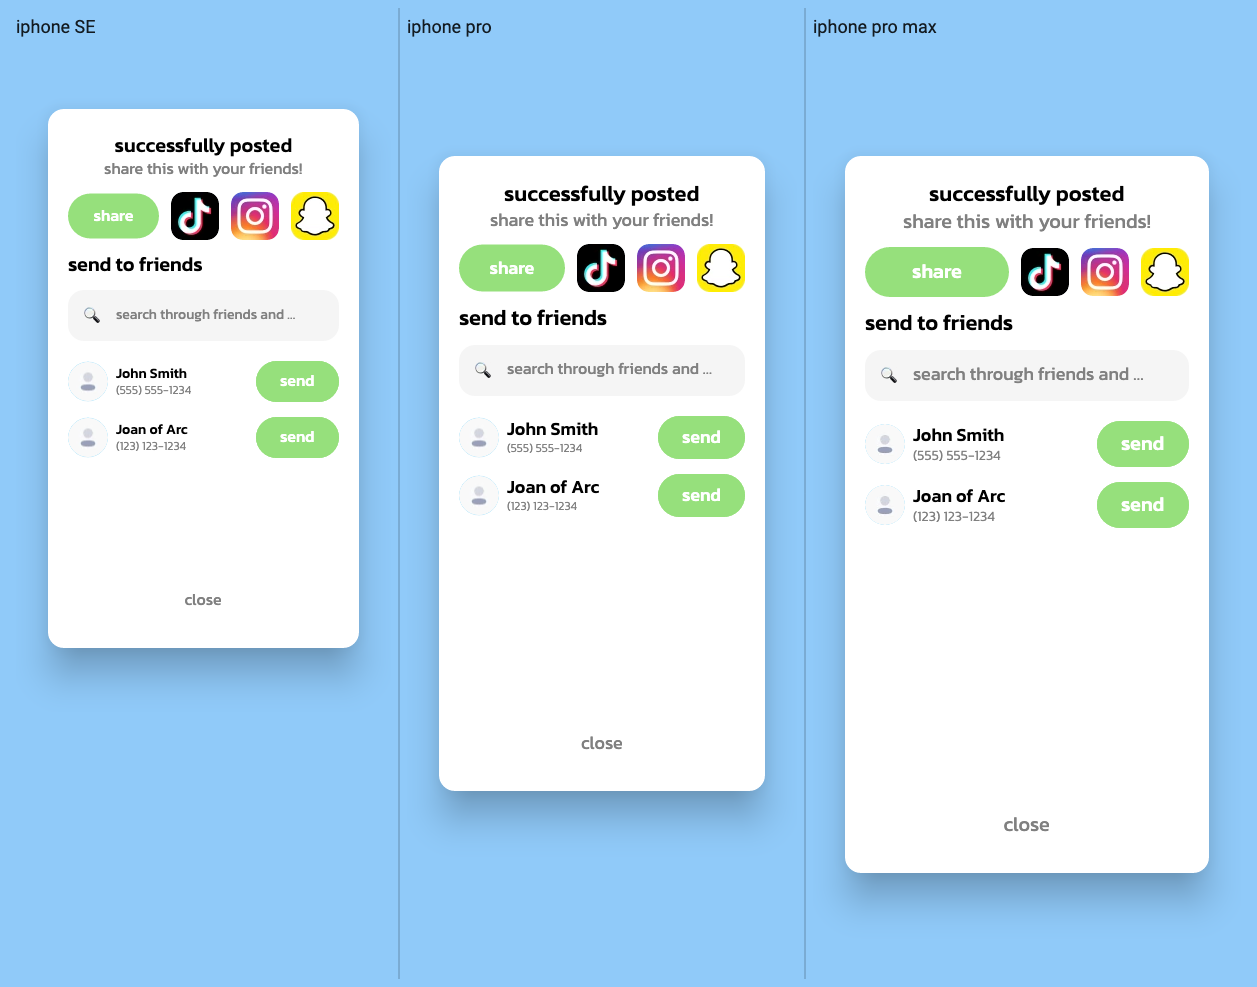 iphone SE
successfully posted
share this with your friends!
share
send to friends
search through friends and ...
John Smith
(555) 555-1234
send
Joan of Arc
(123) 123-1234
send
close
iphone pro
successfully posted
share this with your friends!
share
send to friends
search through friends and ...
John Smith
(555) 555-1234
send
Joan of Arc
(123) 123-1234
send
close
iphone pro max
successfully posted
share this with your friends!
share
send to friends
search through friends and ...
John Smith
(555) 555-1234
send
Joan of Arc
(123) 123-1234
send
close